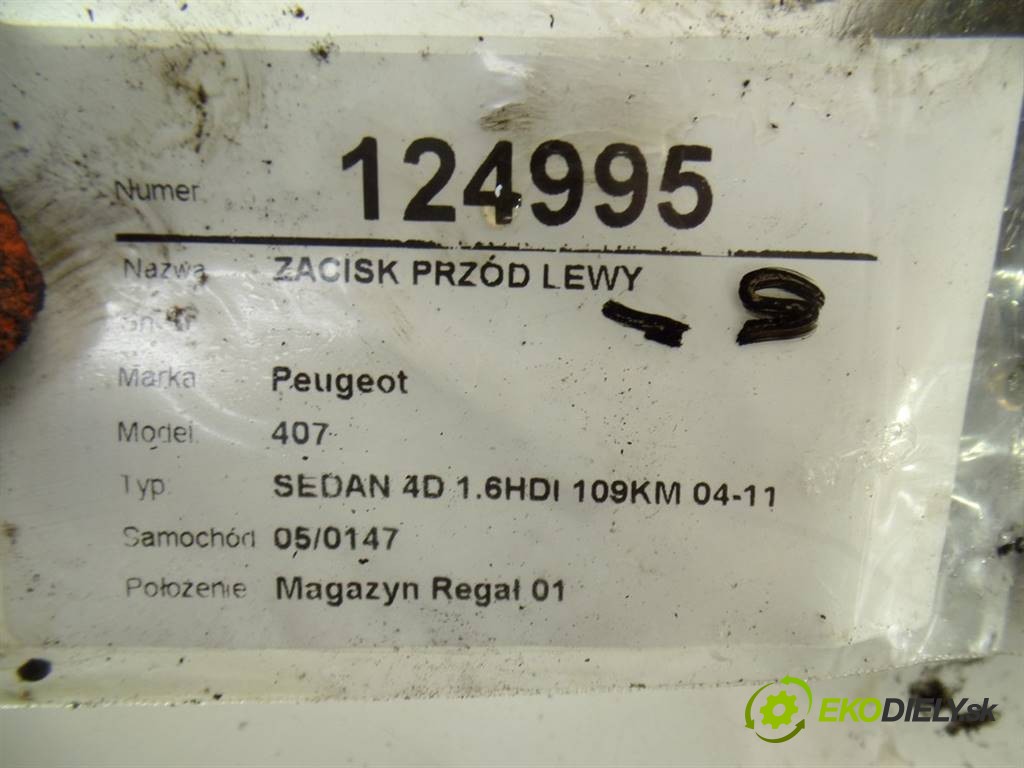 Numer 124995
Nazwa ZACISK PRZÓD LEWY
Marka Peugeot
Model 407
Typ SEDAN 4D 1.6HDI 109KM 04-11
Samochód 05/0147
Położenie Magazyn Regał 01
EKODIELY.sk